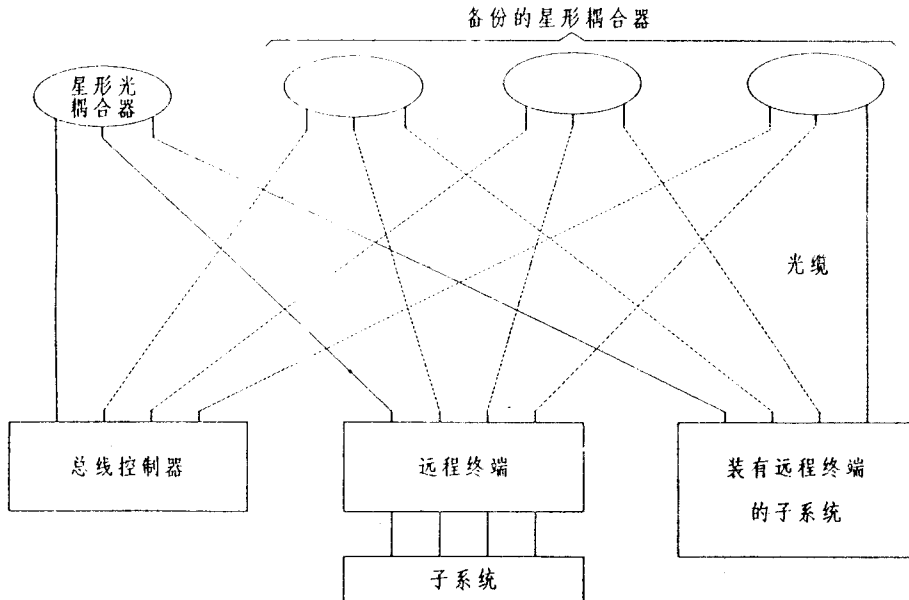 备份的星形耦合器
星形光
耦合器
光缆
总线控制器
远程终端
装有远程终端
的子系统
子系统